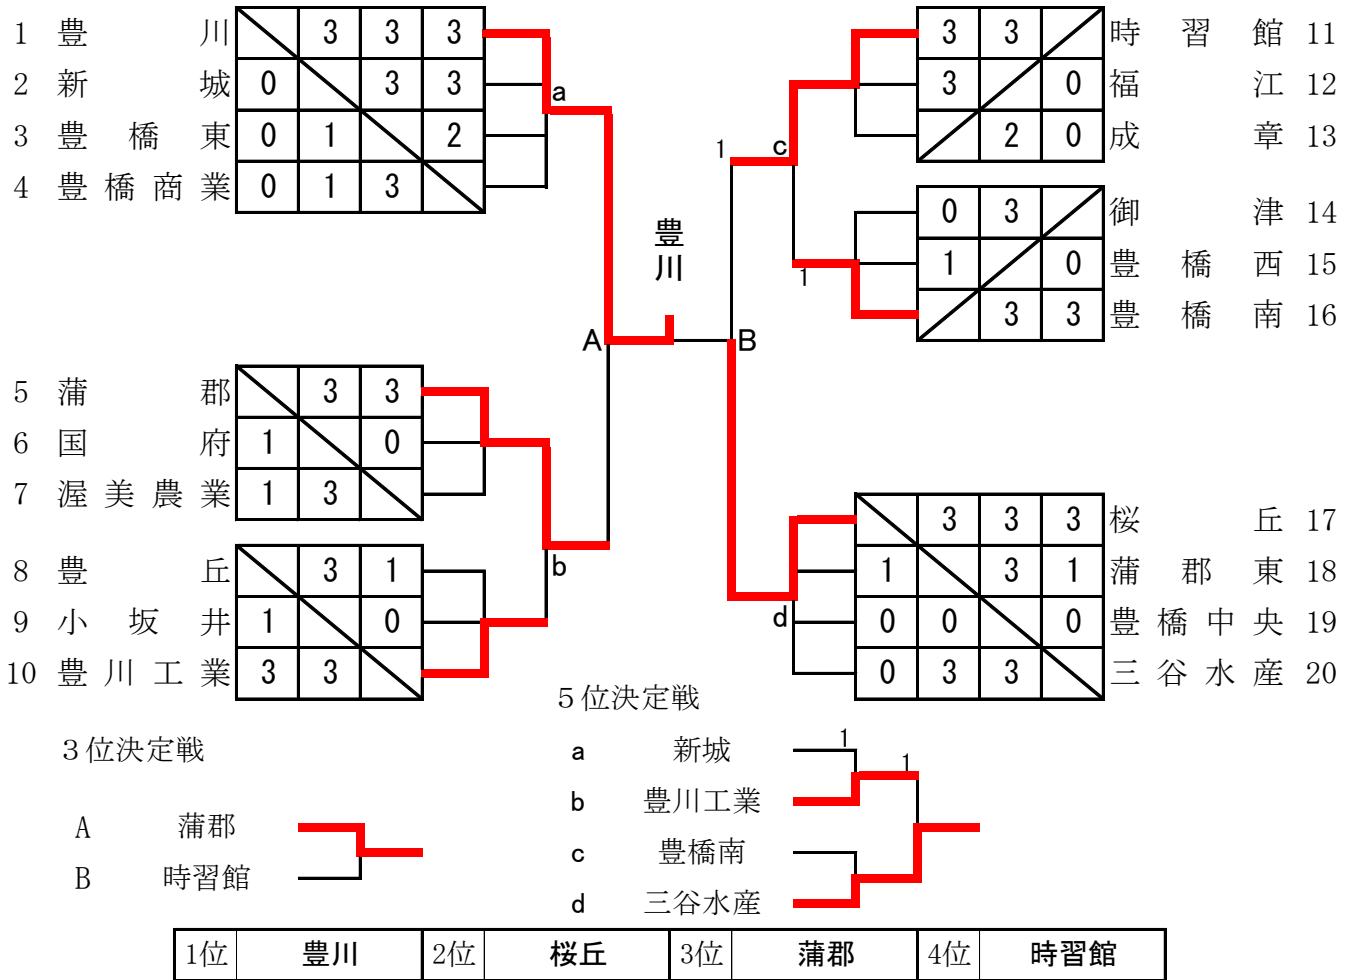 1 豊川 3 3 3
2 新城 0 3 3
a
3 豊橋東 0 1 2
4 豊橋商業 0 1 3
5 蒲郡 3 3
6 国府 1 0
7 渥美農業 1 3
8 豊丘 3 1
b
9 小坂井 1 0
10 豊川工業 3 3
A
豊川
B
3 3 時習館 11
3 0 福江 12
1 c
2 0 成章 13
0 3 御津 14
1 0 豊橋西 15
1
3 3 豊橋南 16
3 3 3 桜丘 17
1 3 1 蒲郡東 18
d
0 0 0 豊橋中央 19
0 3 3 三谷水産 20
３位決定戦
A 蒲郡
B 時習館
５位決定戦
a 新城 1
1
b 豊川工業
c 豊橋南
d 三谷水産
1位 豊川 2位 桜丘 3位 蒲郡 4位 時習館